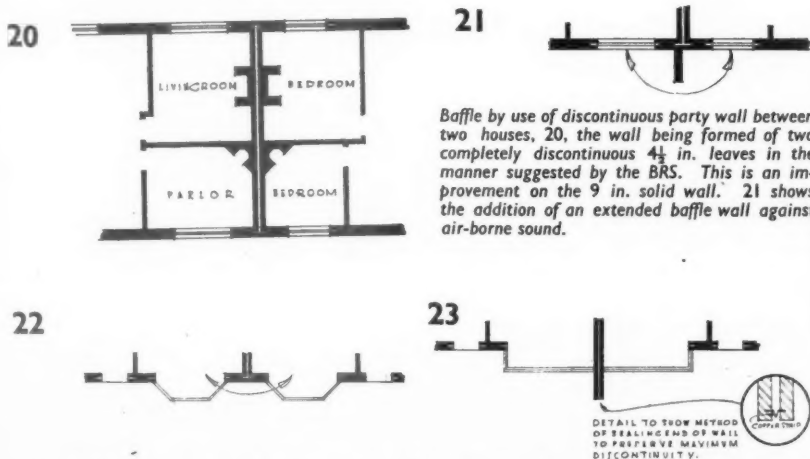 20
LIVINGROOM
BEDROOM
PARLOR
BEDROOM
21
Baffle by use of discontinuous party wall between
two houses, 20, the wall being formed of two
completely discontinuous 4½ in. leaves in the
manner suggested by the BRS. This is an im-
provement on the 9 in. solid wall. 21 shows
the addition of an extended baffle wall against
air-borne sound.
22
23
DETAIL TO SHOW METHOD
OF SEALING END OF WALL
TO PRESERVE MAXIMUM
DISCONTINUITY.
COPPER STRIP